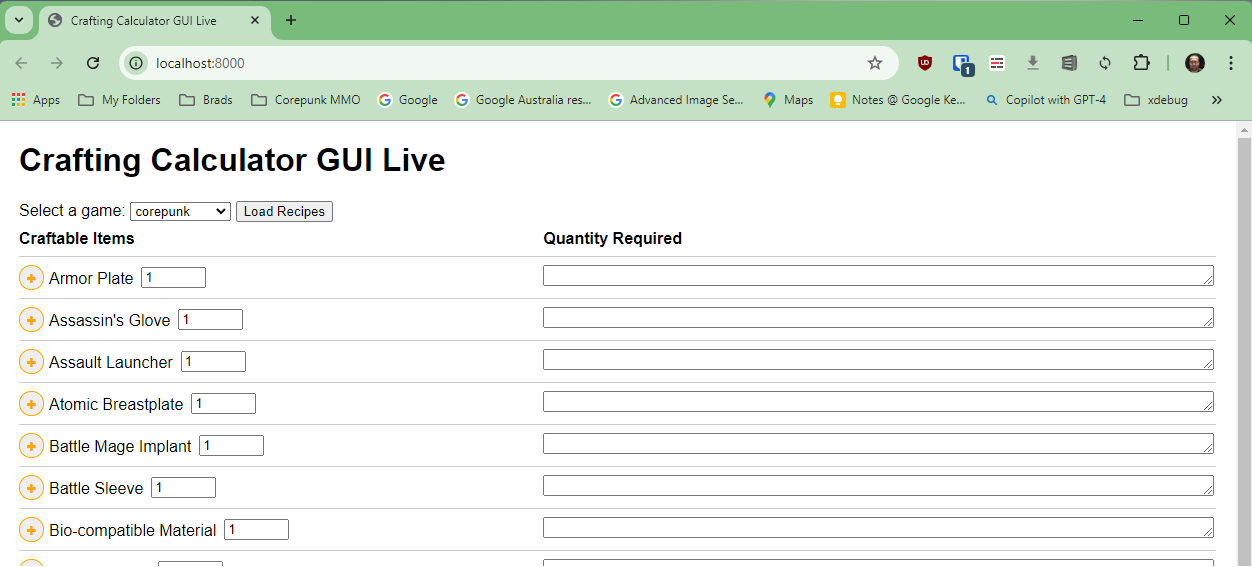 Crafting Calculator GUI Live
localhost:8000
1
Apps My Folders Brads Corepunk MMO Google Google Australia res... Advanced Image Se... Maps Notes @ Google Ke... Copilot with GPT-4 xdebug
Crafting Calculator GUI Live
Select a game: corepunk Load Recipes
Craftable Items Quantity Required
Armor Plate 1
Assassin's Glove 1
Assault Launcher 1
Atomic Breastplate 1
Battle Mage Implant 1
Battle Sleeve 1
Bio-compatible Material 1